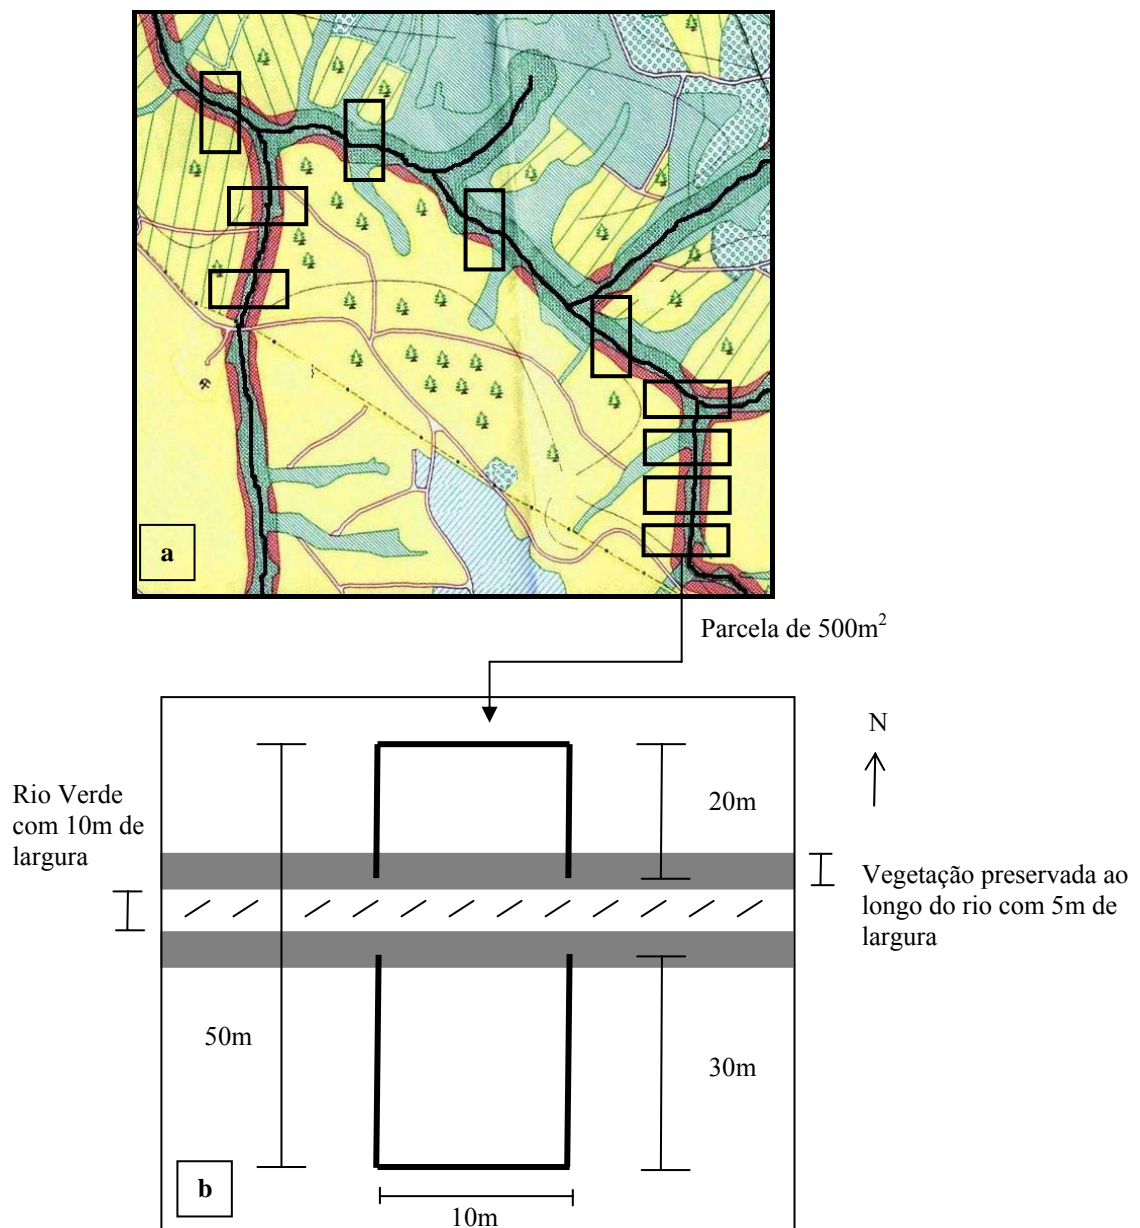 a
Parcela de 500m²
N
Rio Verde
com 10m de
largura
20m
Vegetação preservada ao
longo do rio com 5m de
largura
50m
30m
b
10m